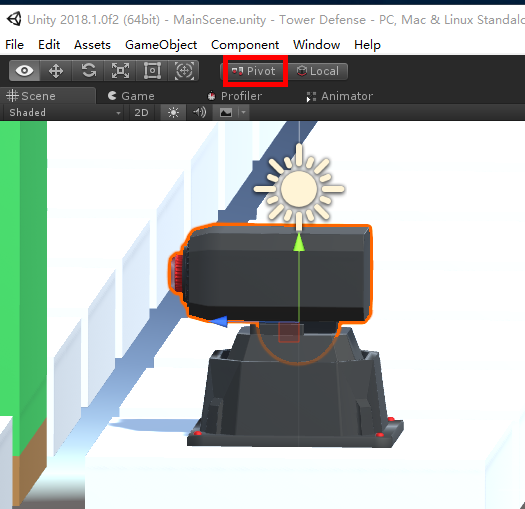 Unity 2018.1.0f2 (64bit) - MainScene.unity - Tower Defense - PC, Mac & Linux Standalo
File Edit Assets GameObject Component Window Help
Pivot Local
Scene Game Profiler Animator
Shaded 2D